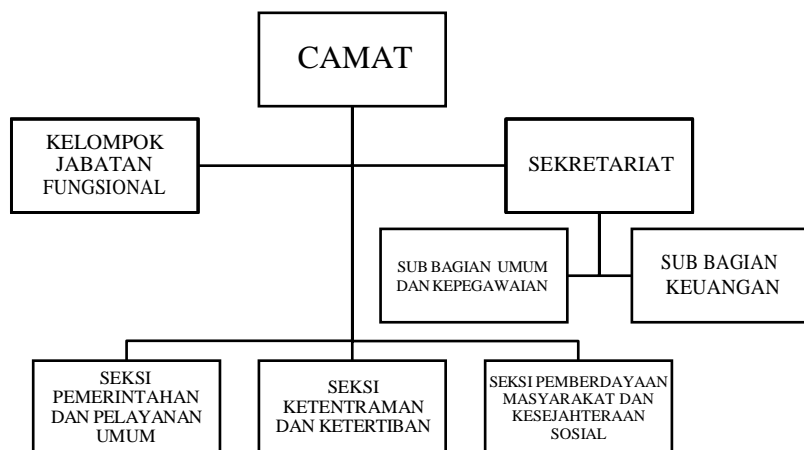 CAMAT
KELOMPOK
JABATAN
FUNGSIONAL
SEKRETARIAT
SUB BAGIAN UMUM
DAN KEPEGAWAIAN
SUB BAGIAN
KEUANGAN
SEKSI
PEMERINTAHAN
DAN PELAYANAN
UMUM
SEKSI
KETENTRAMAN
DAN KETERTIBAN
SEKSI PEMBERDAYAAN
MASYARAKAT DAN
KESEJAHTERAAN
SOSIAL